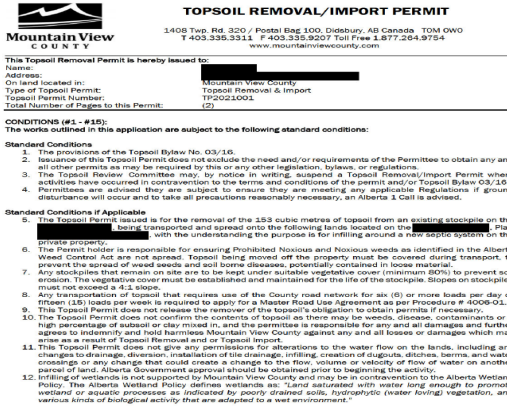 TOPSOIL REMOVAL/IMPORT PERMIT
Mountain View
COUNTY
1408 Twp. Rd. 320 / Postal Bag 100, Didsbury, AB Canada T0M 0W0
T 403.335.3311 F 403.335.9207 Toll Free 1.877.264.9754
www.mountainviewcounty.com
This Topsoil Removal Permit is hereby issued to:
Name:
Address:
On land located in: Mountain View County
Type of Topsoil Permit: Topsoil Removal & Import
Topsoil Permit Number: TP2021001
Total Number of Pages to this Permit: (2)
CONDITIONS (#1 - #15):
The works outlined in this application are subject to the following standard conditions:
Standard Conditions
1. The provisions of the Topsoil Bylaw No. 03/16.
2. Issuance of this Topsoil Permit does not exclude the need and/or requirements of the Permittee to obtain any an
all other permits as may be required by this or any other legislation, bylaws, or regulations.
3. The Topsoil Review Committee may, by notice in writing, suspend a Topsoil Removal/Import Permit whe
activities have occurred in contravention to the terms and conditions of the permit and/or Topsoil Bylaw 03/16
4. Permittees are advised they are subject to ensure they are meeting any applicable Regulations if groun
disturbance will occur and to take all precautions reasonably necessary, an Alberta 1 Call is advised.
Standard Conditions if Applicable
5. The Topsoil Permit issued is for the removal of the 153 cubic metres of topsoil from an existing stockpile on th
, being transported and spread onto the following lands located on the , Pla
, with the understanding the purpose is for infilling around a new septic system on th
private property.
6. The Permit holder is responsible for ensuring Prohibited Noxious and Noxious weeds as identified in the Albert
Weed Control Act are not spread. Topsoil being moved off the property must be covered during transport, t
prevent the spread of weed seeds and soil borne diseases, potentially contained in loose material.
7. Any stockpiles that remain on site are to be kept under suitable vegetative cover (minimum 80%) to prevent so
erosion. The vegetative cover must be established and maintained for the life of the stockpile. Slopes on stockpile
must not exceed a 4:1 slope.
8. Any transportation of topsoil that requires use of the County road network for six (6) or more loads per day o
fifteen (15) loads per week is required to apply for a Master Road Use Agreement as per Procedure # 4006-01.
9. This Topsoil Permit does not release the remover of the topsoil's obligation to obtain permits if necessary.
10. The Topsoil Permit does not confirm the contents of topsoil as there may be weeds, disease, contaminants or
high percentage of subsoil or clay mixed in, and the permittee is responsible for any and all damages and furthe
agrees to indemnify and hold harmless Mountain View County against any and all losses or damages which ma
arise as a result of Topsoil Removal and or Topsoil Import.
11. This Topsoil Permit does not give any permissions for alterations to the water flow on the lands, including an
changes to drainage, diversion, installation of tile drainage, infilling, creation of dugouts, ditches, berms, and wate
crossings or any change that could create a change to the flow, volume or velocity of flow of water on anothe
parcel of land. Alberta Government approval should be obtained prior to beginning the activity.
12. Infilling of wetlands is not supported by Mountain View County and may be in contravention to the Alberta Wetlan
Policy. The Alberta Wetland Policy defines wetlands as: "Land saturated with water long enough to promot
wetland or aquatic processes as indicated by poorly drained soils, hydrophytic (water loving) vegetation, an
various kinds of biological activity that are adapted to a wet environment."